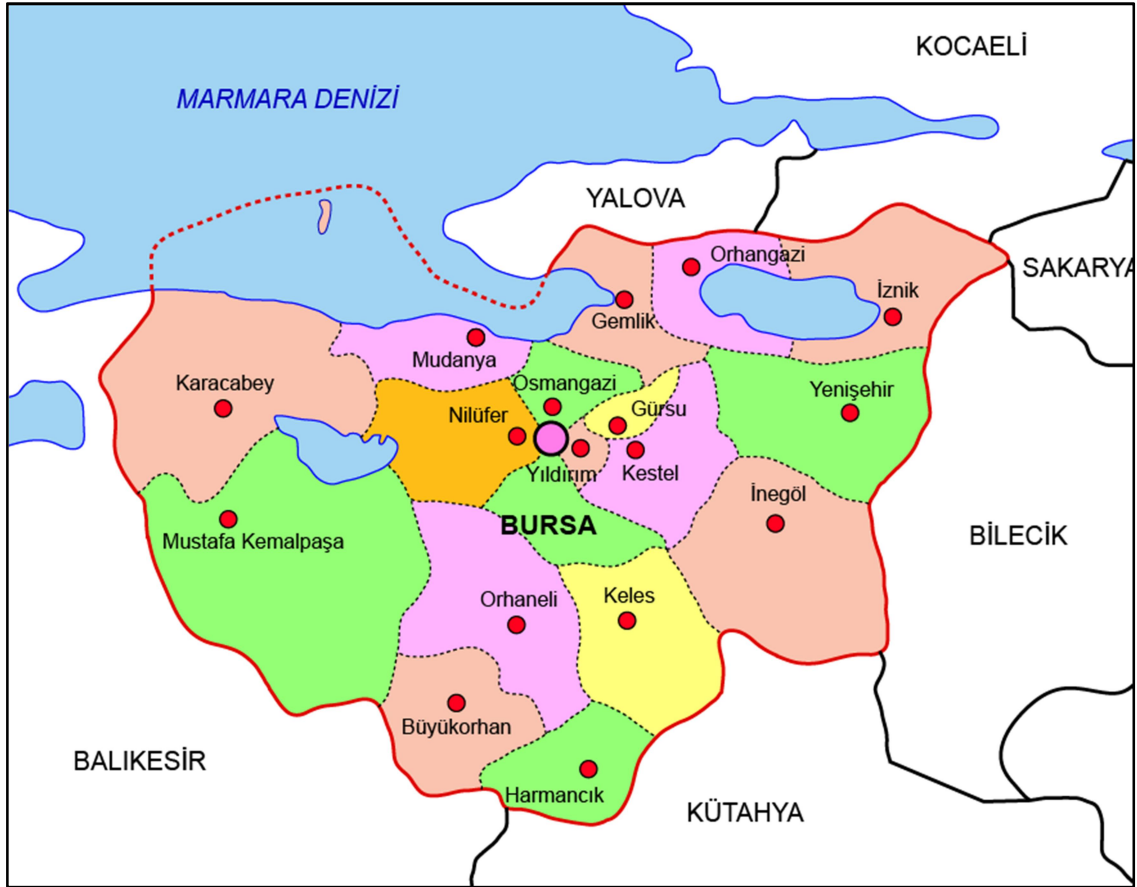 KOCAELİ
MARMARA DENİZİ
YALOVA
Orhangazi
SAKARYA
İznik
Gemlik
Mudanya
Karacabey
Osmangazi
Yenişehir
Nilüfer
Gürsu
Yıldırım
Kestel
İnegöl
BURSA
Mustafa Kemalpaşa
BİLECİK
Orhaneli
Keles
Büyükorhan
BALIKESİR
Harmancık
KÜTAHYA